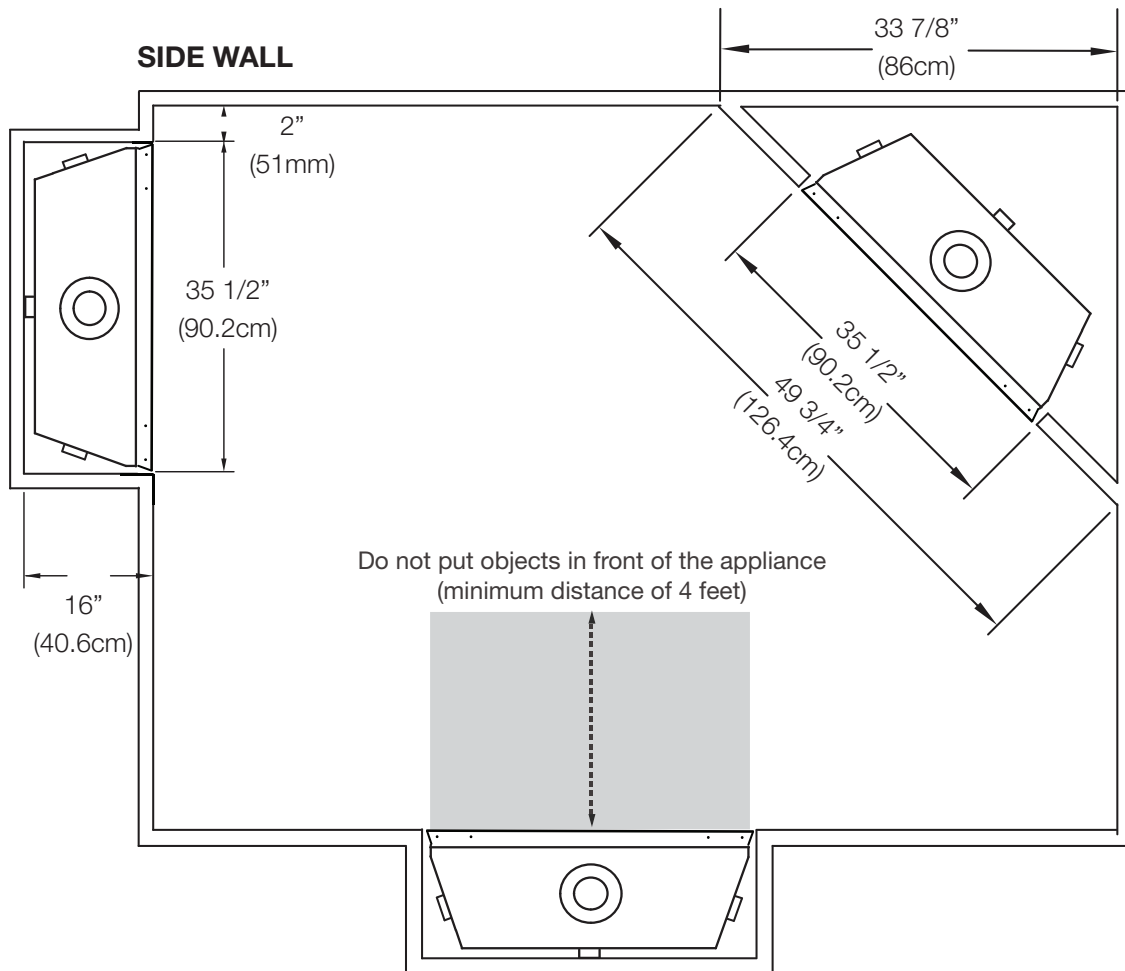 SIDE WALL
33 7/8”
(86cm)
2”
(51mm)
35 1/2”
(90.2cm)
35 1/2”
(90.2cm)
49 3/4”
(126.4cm)
Do not put objects in front of the appliance
(minimum distance of 4 feet)
16”
(40.6cm)